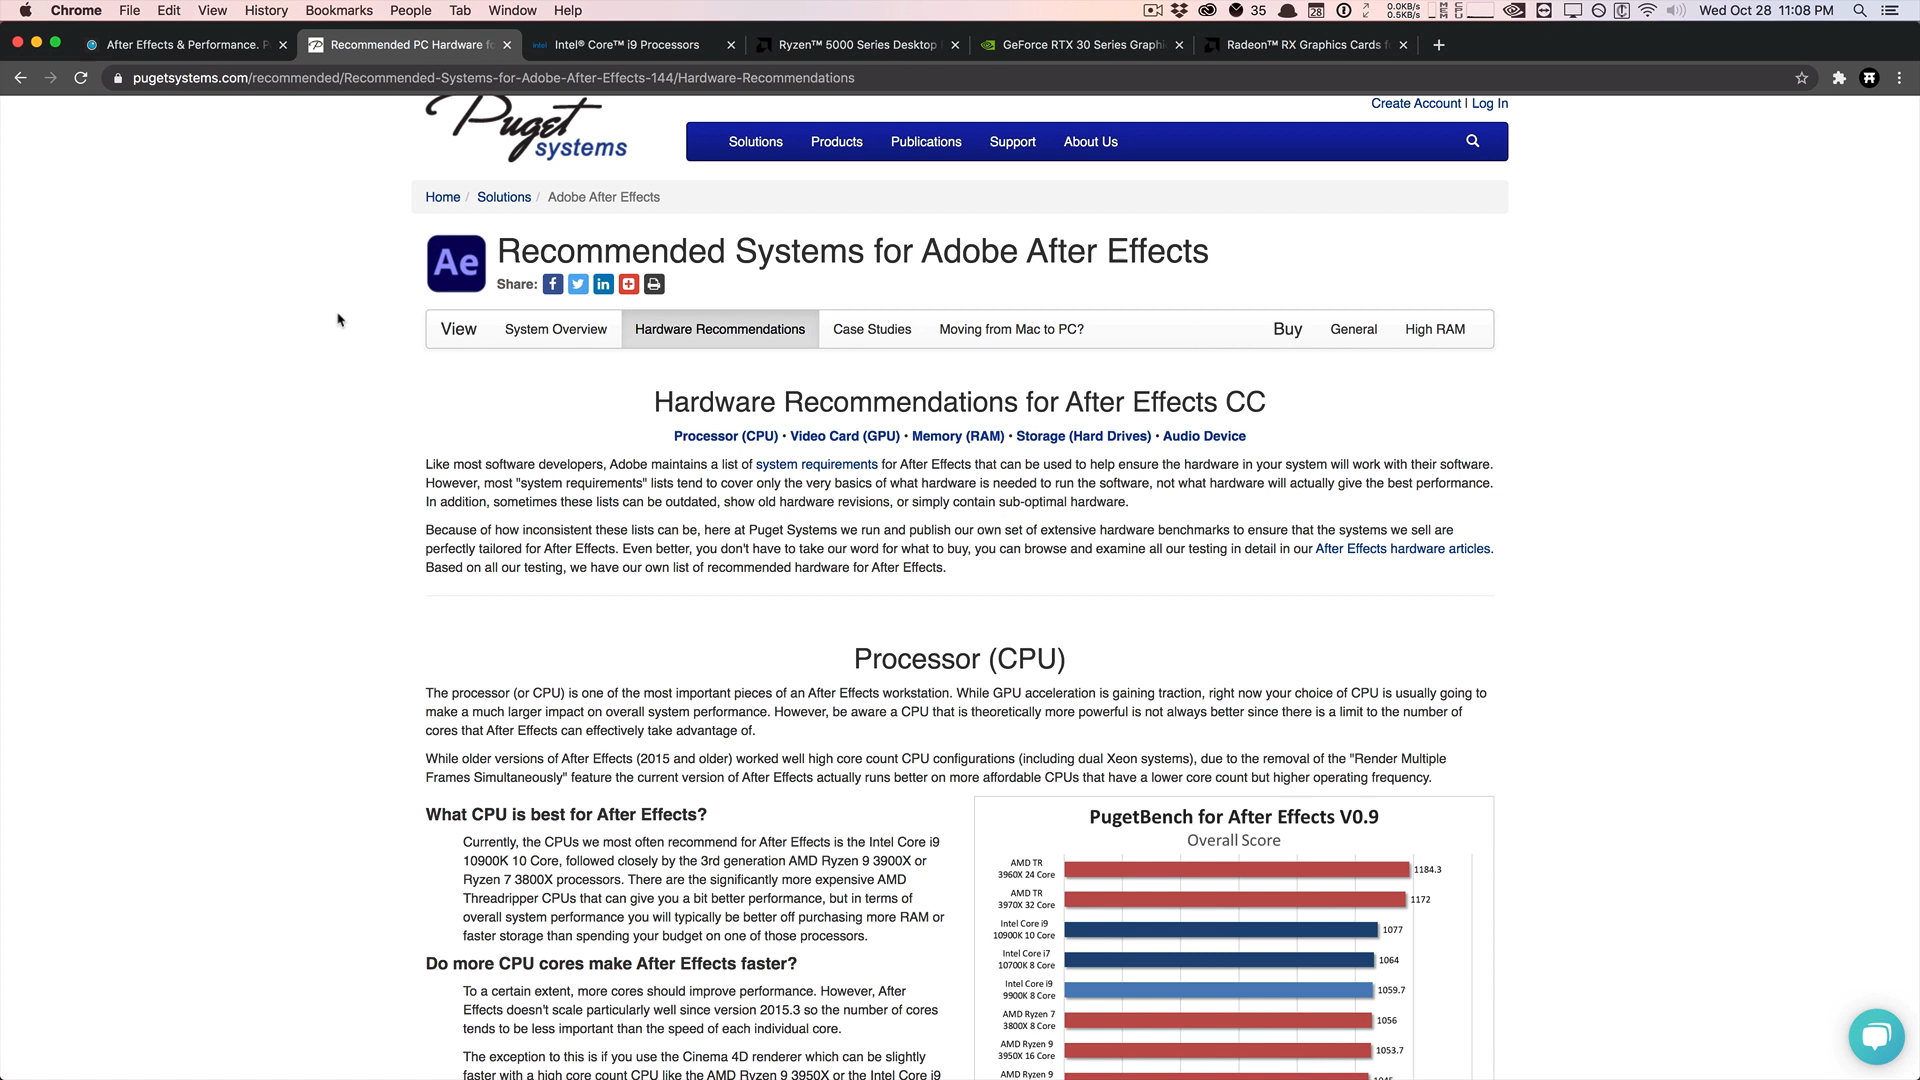 Chrome File Edit View History Bookmarks People Tab Window Help 35 28 0.0KB/s 0.5KB/s Wed Oct 28 11:08 PM
After Effects & Performance. P Recommended PC Hardware fo intel Intel® Core™ i9 Processors Ryzen™ 5000 Series Desktop GeForce RTX 30 Series Graphi Radeon™ RX Graphics Cards f
pugetsystems.com/recommended/Recommended-Systems-for-Adobe-After-Effects-144/Hardware-Recommendations
Create Account | Log In
Puget systems
Solutions Products Publications Support About Us
Home / Solutions / Adobe After Effects
Ae Recommended Systems for Adobe After Effects
Share:
View System Overview Hardware Recommendations Case Studies Moving from Mac to PC? Buy General High RAM
Hardware Recommendations for After Effects CC
Processor (CPU) • Video Card (GPU) • Memory (RAM) • Storage (Hard Drives) • Audio Device
Like most software developers, Adobe maintains a list of system requirements for After Effects that can be used to help ensure the hardware in your system will work with their software.
However, most "system requirements" lists tend to cover only the very basics of what hardware is needed to run the software, not what hardware will actually give the best performance.
In addition, sometimes these lists can be outdated, show old hardware revisions, or simply contain sub-optimal hardware.
Because of how inconsistent these lists can be, here at Puget Systems we run and publish our own set of extensive hardware benchmarks to ensure that the systems we sell are
perfectly tailored for After Effects. Even better, you don't have to take our word for what to buy, you can browse and examine all our testing in detail in our After Effects hardware articles.
Based on all our testing, we have our own list of recommended hardware for After Effects.
Processor (CPU)
The processor (or CPU) is one of the most important pieces of an After Effects workstation. While GPU acceleration is gaining traction, right now your choice of CPU is usually going to
make a much larger impact on overall system performance. However, be aware a CPU that is theoretically more powerful is not always better since there is a limit to the number of
cores that After Effects can effectively take advantage of.
While older versions of After Effects (2015 and older) worked well high core count CPU configurations (including dual Xeon systems), due to the removal of the "Render Multiple
Frames Simultaneously" feature the current version of After Effects actually runs better on more affordable CPUs that have a lower core count but higher operating frequency.
What CPU is best for After Effects?
Currently, the CPUs we most often recommend for After Effects is the Intel Core i9
10900K 10 Core, followed closely by the 3rd generation AMD Ryzen 9 3900X or
Ryzen 7 3800X processors. There are the significantly more expensive AMD
Threadripper CPUs that can give you a bit better performance, but in terms of
overall system performance you will typically be better off purchasing more RAM or
faster storage than spending your budget on one of those processors.
Do more CPU cores make After Effects faster?
To a certain extent, more cores should improve performance. However, After
Effects doesn't scale particularly well since version 2015.3 so the number of cores
tends to be less important than the speed of each individual core.
The exception to this is if you use the Cinema 4D renderer which can be slightly
faster with a high core count CPU like the AMD Ryzen 9 3950X or the Intel Core i9
PugetBench for After Effects V0.9
Overall Score
AMD TR
3960X 24 Core 1184.3
AMD TR
3970X 32 Core 1172
Intel Core i9
10900K 10 Core 1077
Intel Core i7
10700K 8 Core 1064
Intel Core i9
9900K 8 Core 1059.7
AMD Ryzen 7
3800X 8 Core 1056
AMD Ryzen 9
3950X 16 Core 1053.7
AMD Ryzen 9